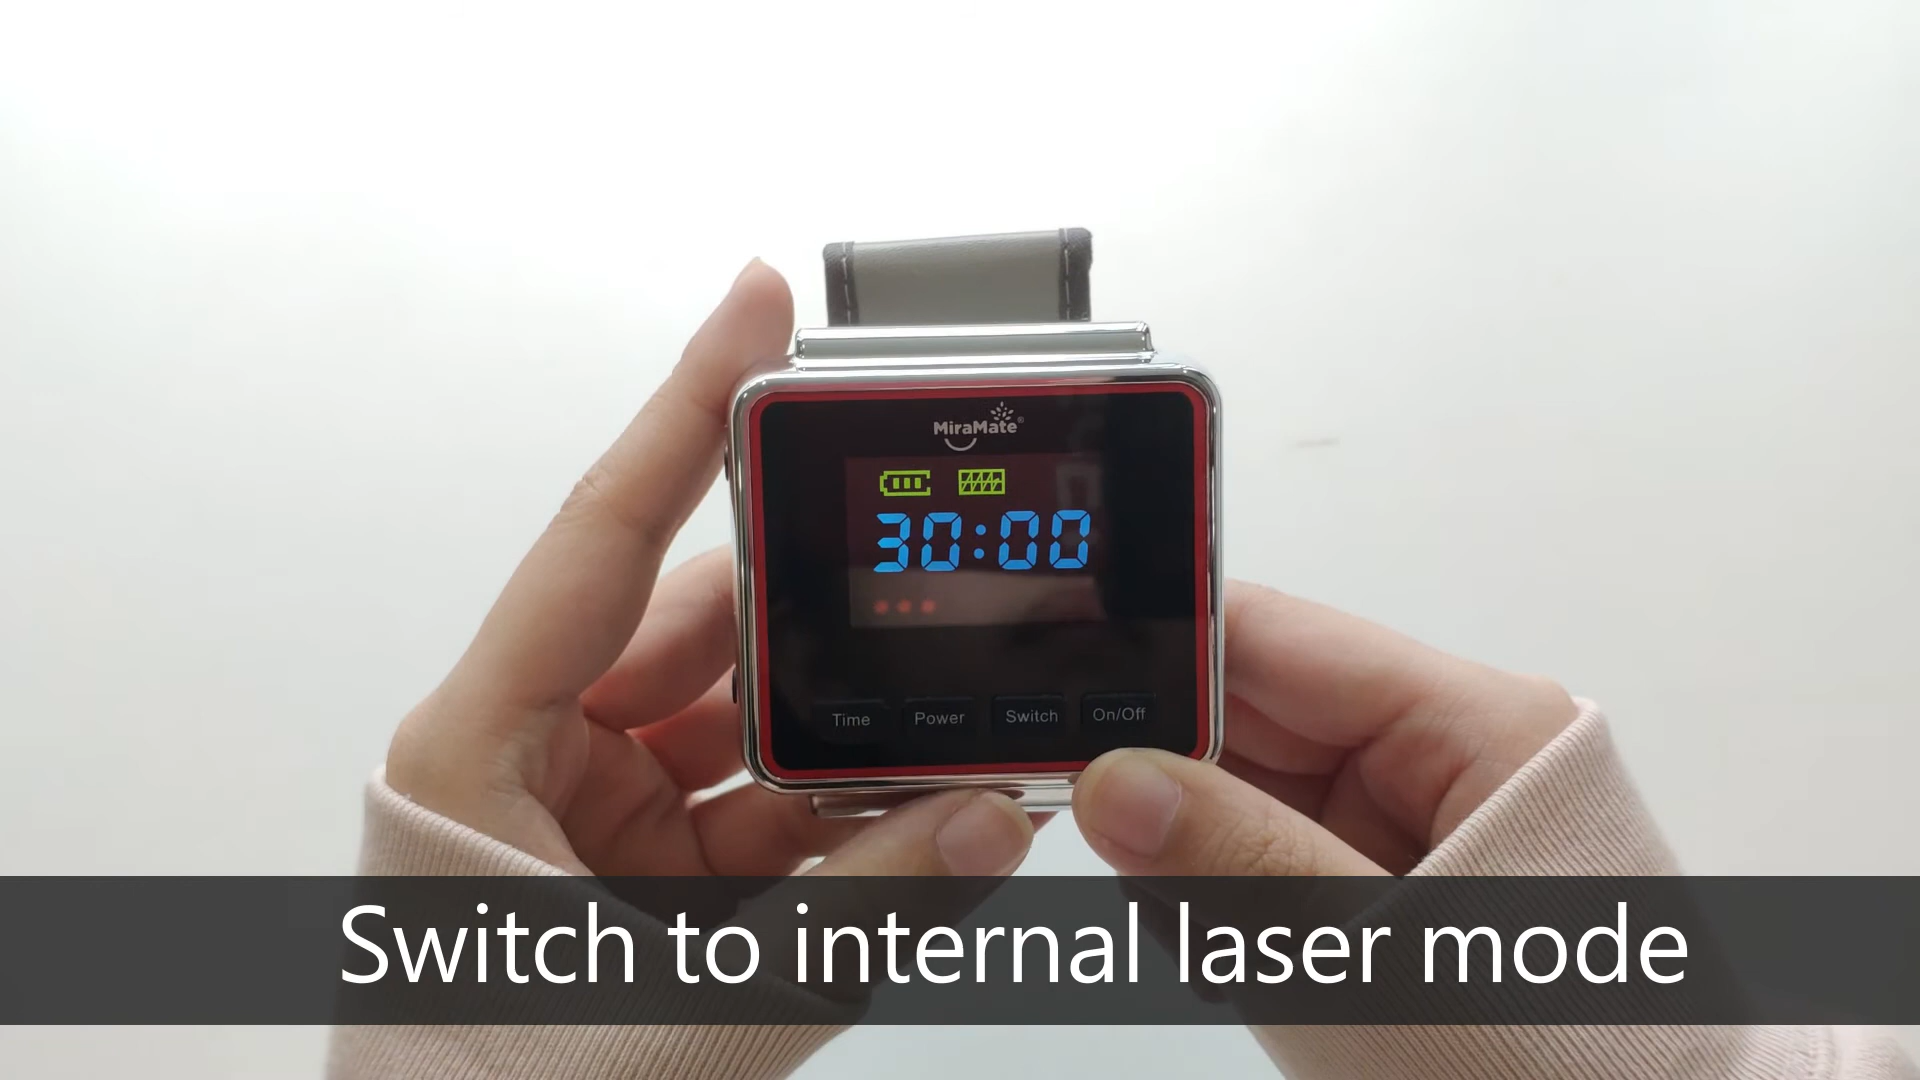 MiraMate®
30:00
Time Power Switch On/Off
Switch to internal laser mode